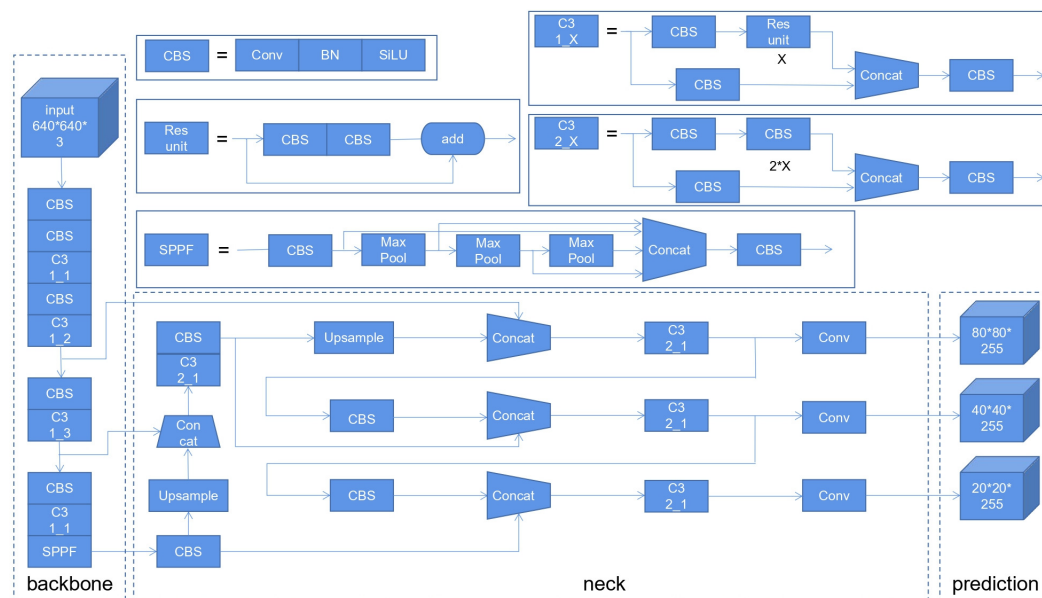 CBS
=
Conv
BN
SiLU
Res
unit
=
CBS
CBS
add
SPPF
=
CBS
Max
Pool
Max
Pool
Max
Pool
Concat
CBS
C3
1_X
=
CBS
Res
unit
X
CBS
Concat
CBS
C3
2_X
=
CBS
CBS
2*X
CBS
Concat
CBS
input
640*640*
3
CBS
CBS
C3
1_1
CBS
C3
1_2
CBS
C3
1_3
CBS
C3
1_1
SPPF
backbone
CBS
C3
2_1
Con
cat
Upsample
CBS
Upsample
Concat
C3
2_1
Conv
CBS
Concat
C3
2_1
Conv
CBS
Concat
C3
2_1
Conv
neck
80*80*
255
40*40*
255
20*20*
255
prediction